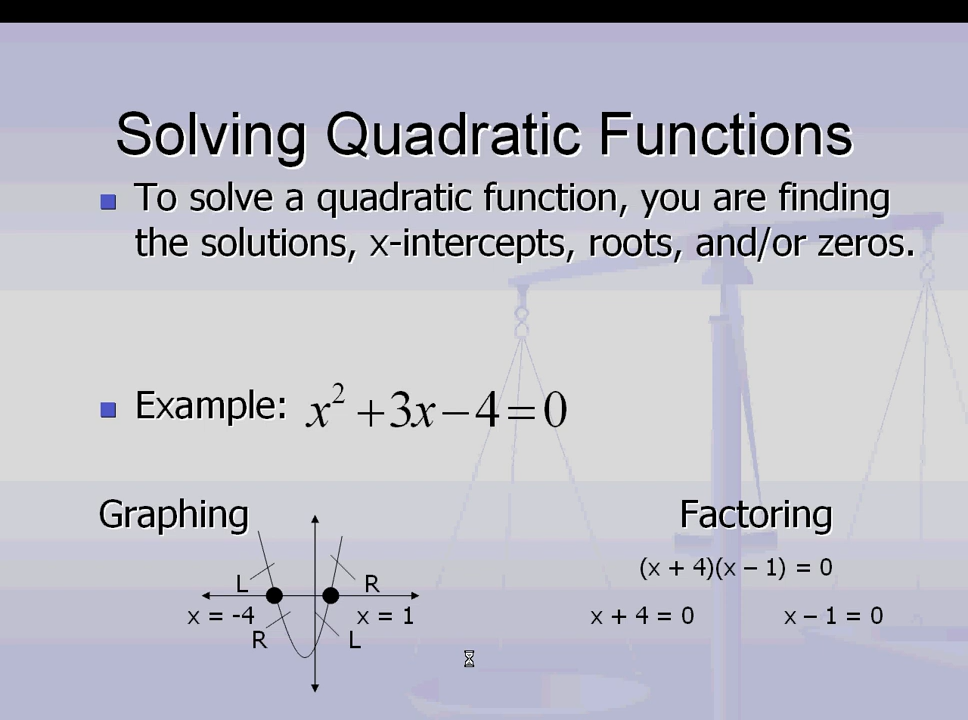 Solving Quadratic Functions
To solve a quadratic function, you are finding
the solutions, x-intercepts, roots, and/or zeros.
Example: x² + 3x − 4 = 0
Graphing
Factoring
(x + 4)(x – 1) = 0
L R
x = -4 x = 1
x + 4 = 0 x – 1 = 0
R L